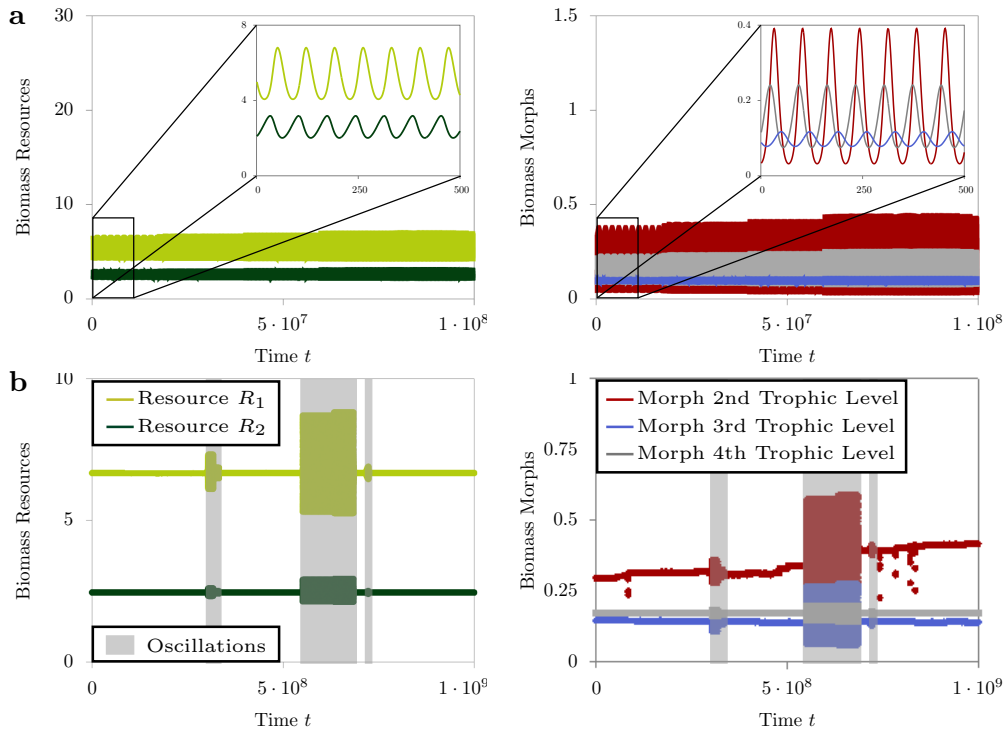 a
Biomass Resources
30
20
10
0
0
5 · 10^7
1 · 10^8
Time t
8
4
0
0
250
500
Biomass Morphs
1.5
1
0.5
0
0
5 · 10^7
1 · 10^8
Time t
0.4
0.2
0
0
250
500
b
Biomass Resources
10
5
0
0
5 · 10^8
1 · 10^9
Time t
Resource R_1
Resource R_2
Oscillations
Biomass Morphs
1
0.75
0.5
0.25
0
0
5 · 10^8
1 · 10^9
Time t
Morph 2nd Trophic Level
Morph 3rd Trophic Level
Morph 4th Trophic Level